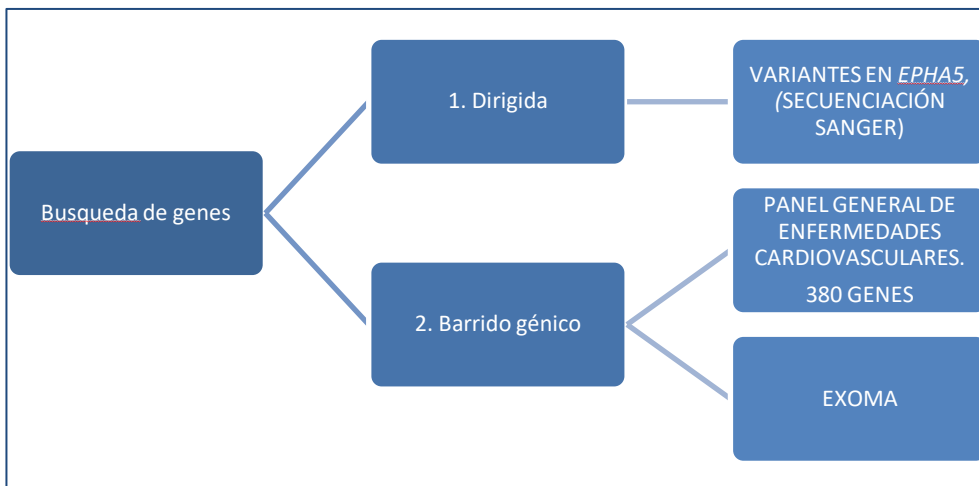 Busqueda de genes
1. Dirigida
VARIANTES EN EPHA5,
(SECUENCIACIÓN
SANGER)
2. Barrido génico
PANEL GENERAL DE
ENFERMEDADES
CARDIOVASCULARES.
380 GENES
EXOMA